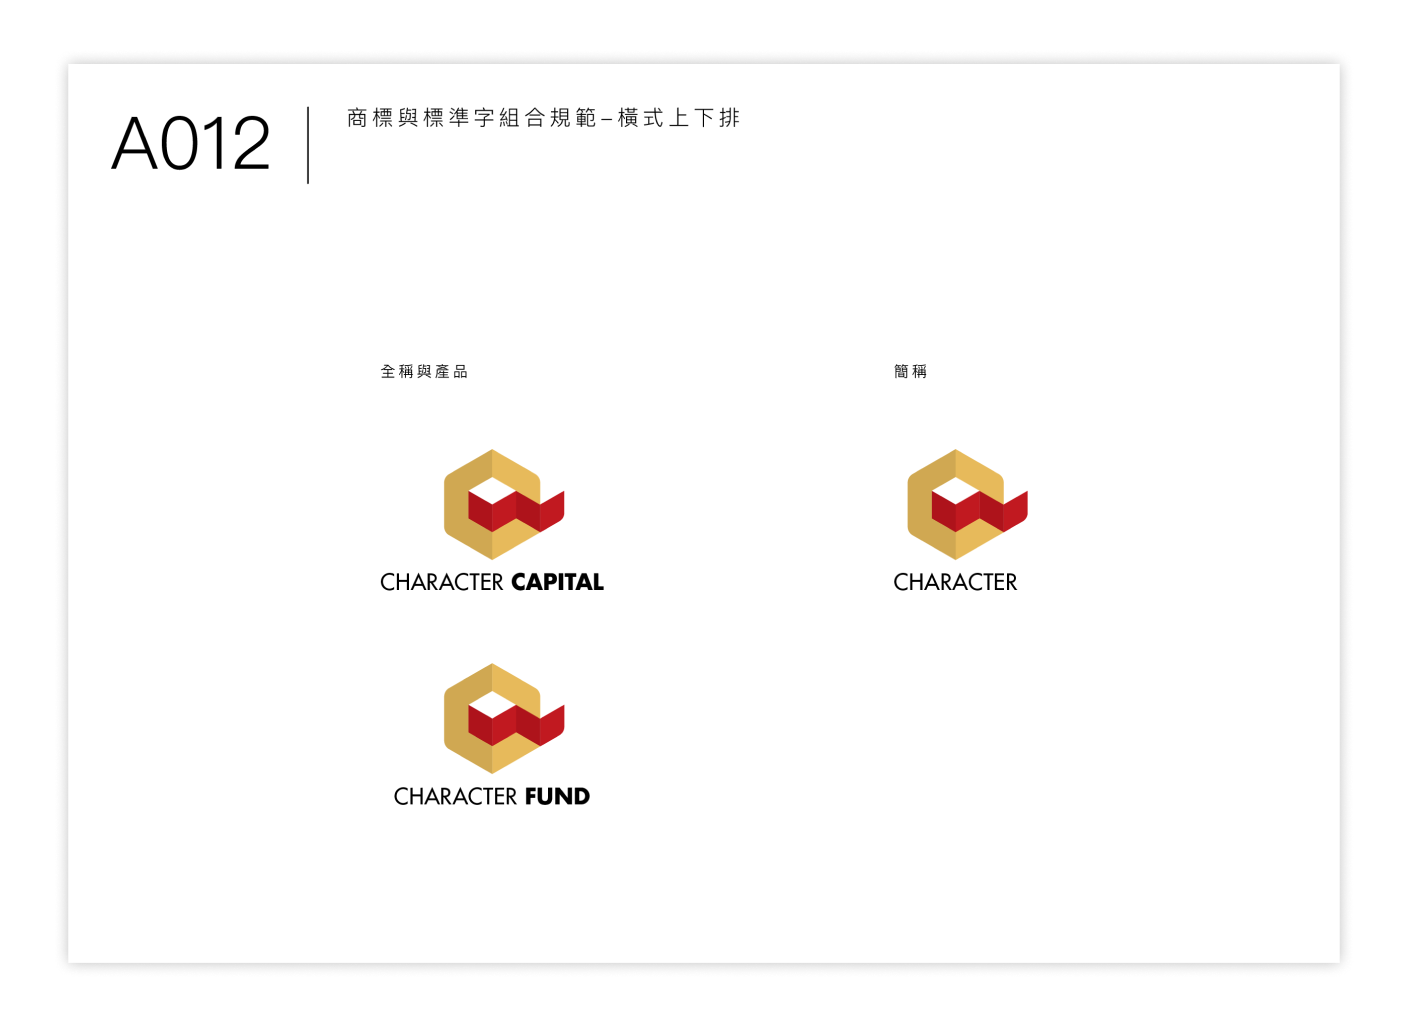 A012
商標與標準字組合規範–橫式上下排
全稱與產品
簡稱
CHARACTER CAPITAL
CHARACTER
CHARACTER FUND